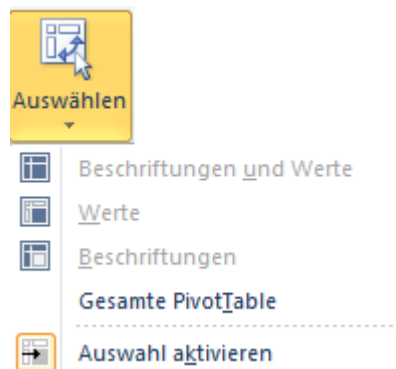 Auswählen
Beschriftungen und Werte
Werte
Beschriftungen
Gesamte PivotTable
Auswahl aktivieren